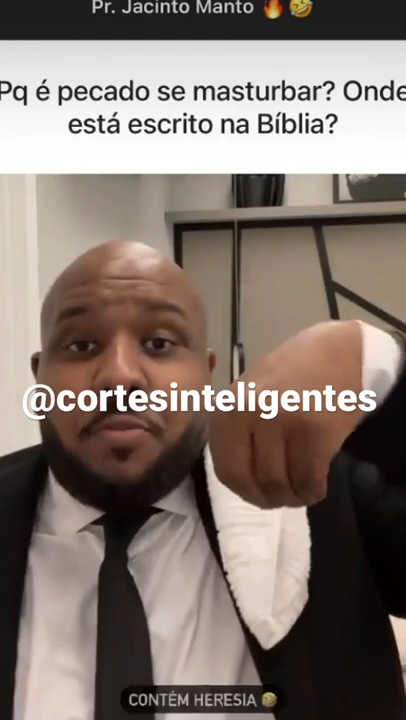 Pr. Jacinto Manto 🔥 🤣
Pq é pecado se masturbar? Onde
está escrito na Bíblia?
@cortesinteligentes
CONTÉM HERESIA 🤣